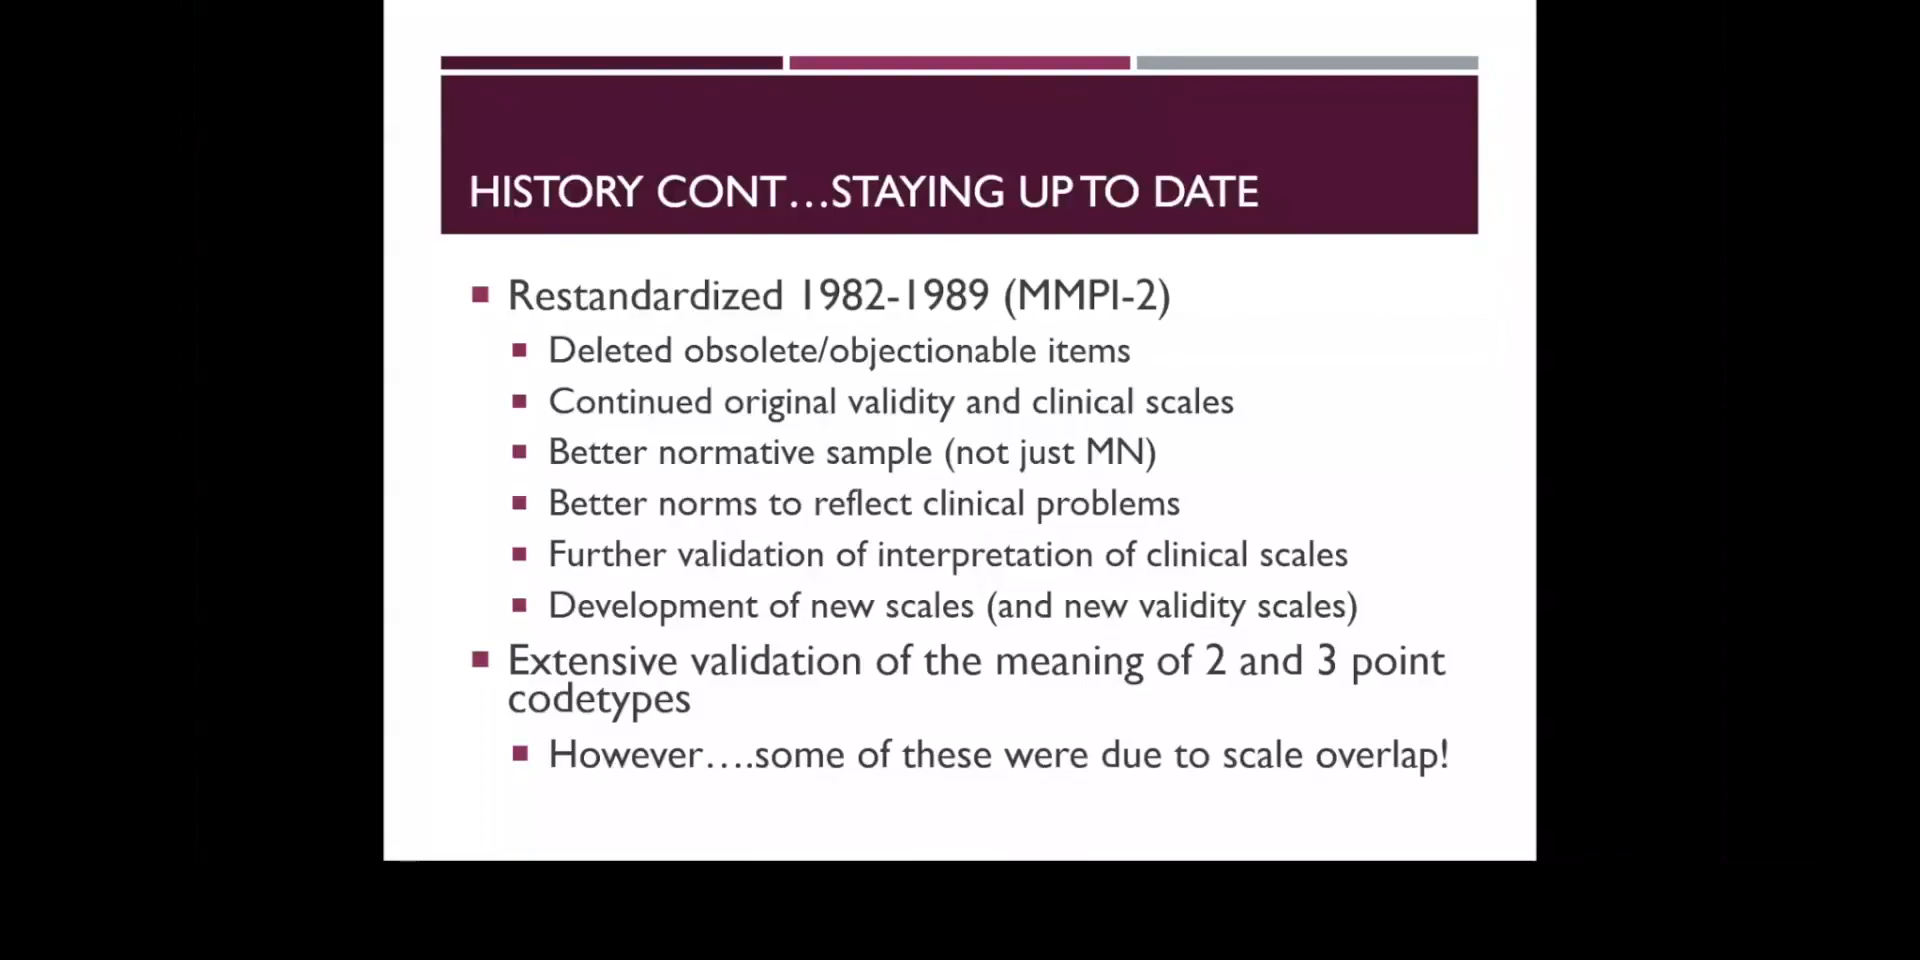 HISTORY CONT...STAYING UP TO DATE
Restandardized 1982-1989 (MMPI-2)
Deleted obsolete/objectionable items
Continued original validity and clinical scales
Better normative sample (not just MN)
Better norms to reflect clinical problems
Further validation of interpretation of clinical scales
Development of new scales (and new validity scales)
Extensive validation of the meaning of 2 and 3 point
codetypes
However....some of these were due to scale overlap!